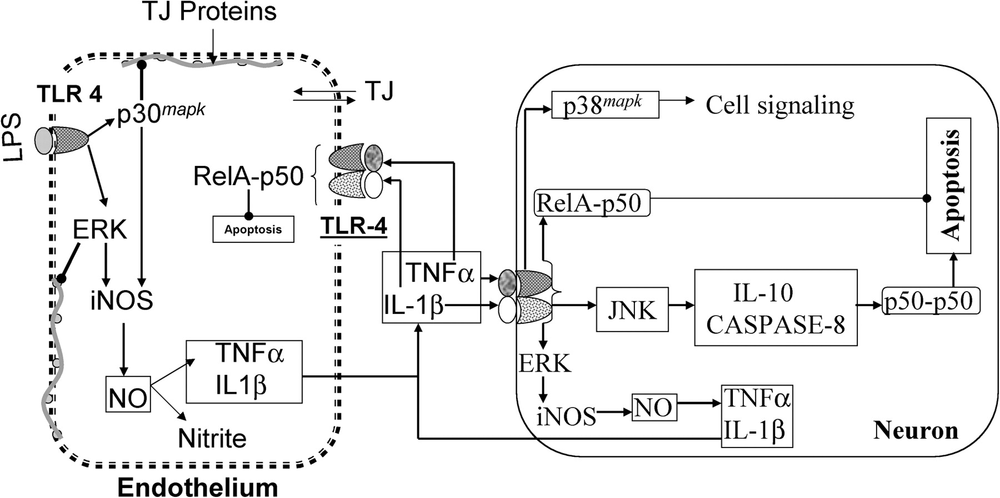 TJ Proteins
TLR 4
LPS
p30mapk
TJ
RelA-p50
Apoptosis
TLR-4
ERK
iNOS
NO
TNFα
IL1β
Nitrite
Endothelium
TNFα
IL-1β
p38mapk
Cell signaling
RelA-p50
Apoptosis
JNK
IL-10
CASPASE-8
p50-p50
ERK
iNOS
NO
TNFα
IL-1β
Neuron